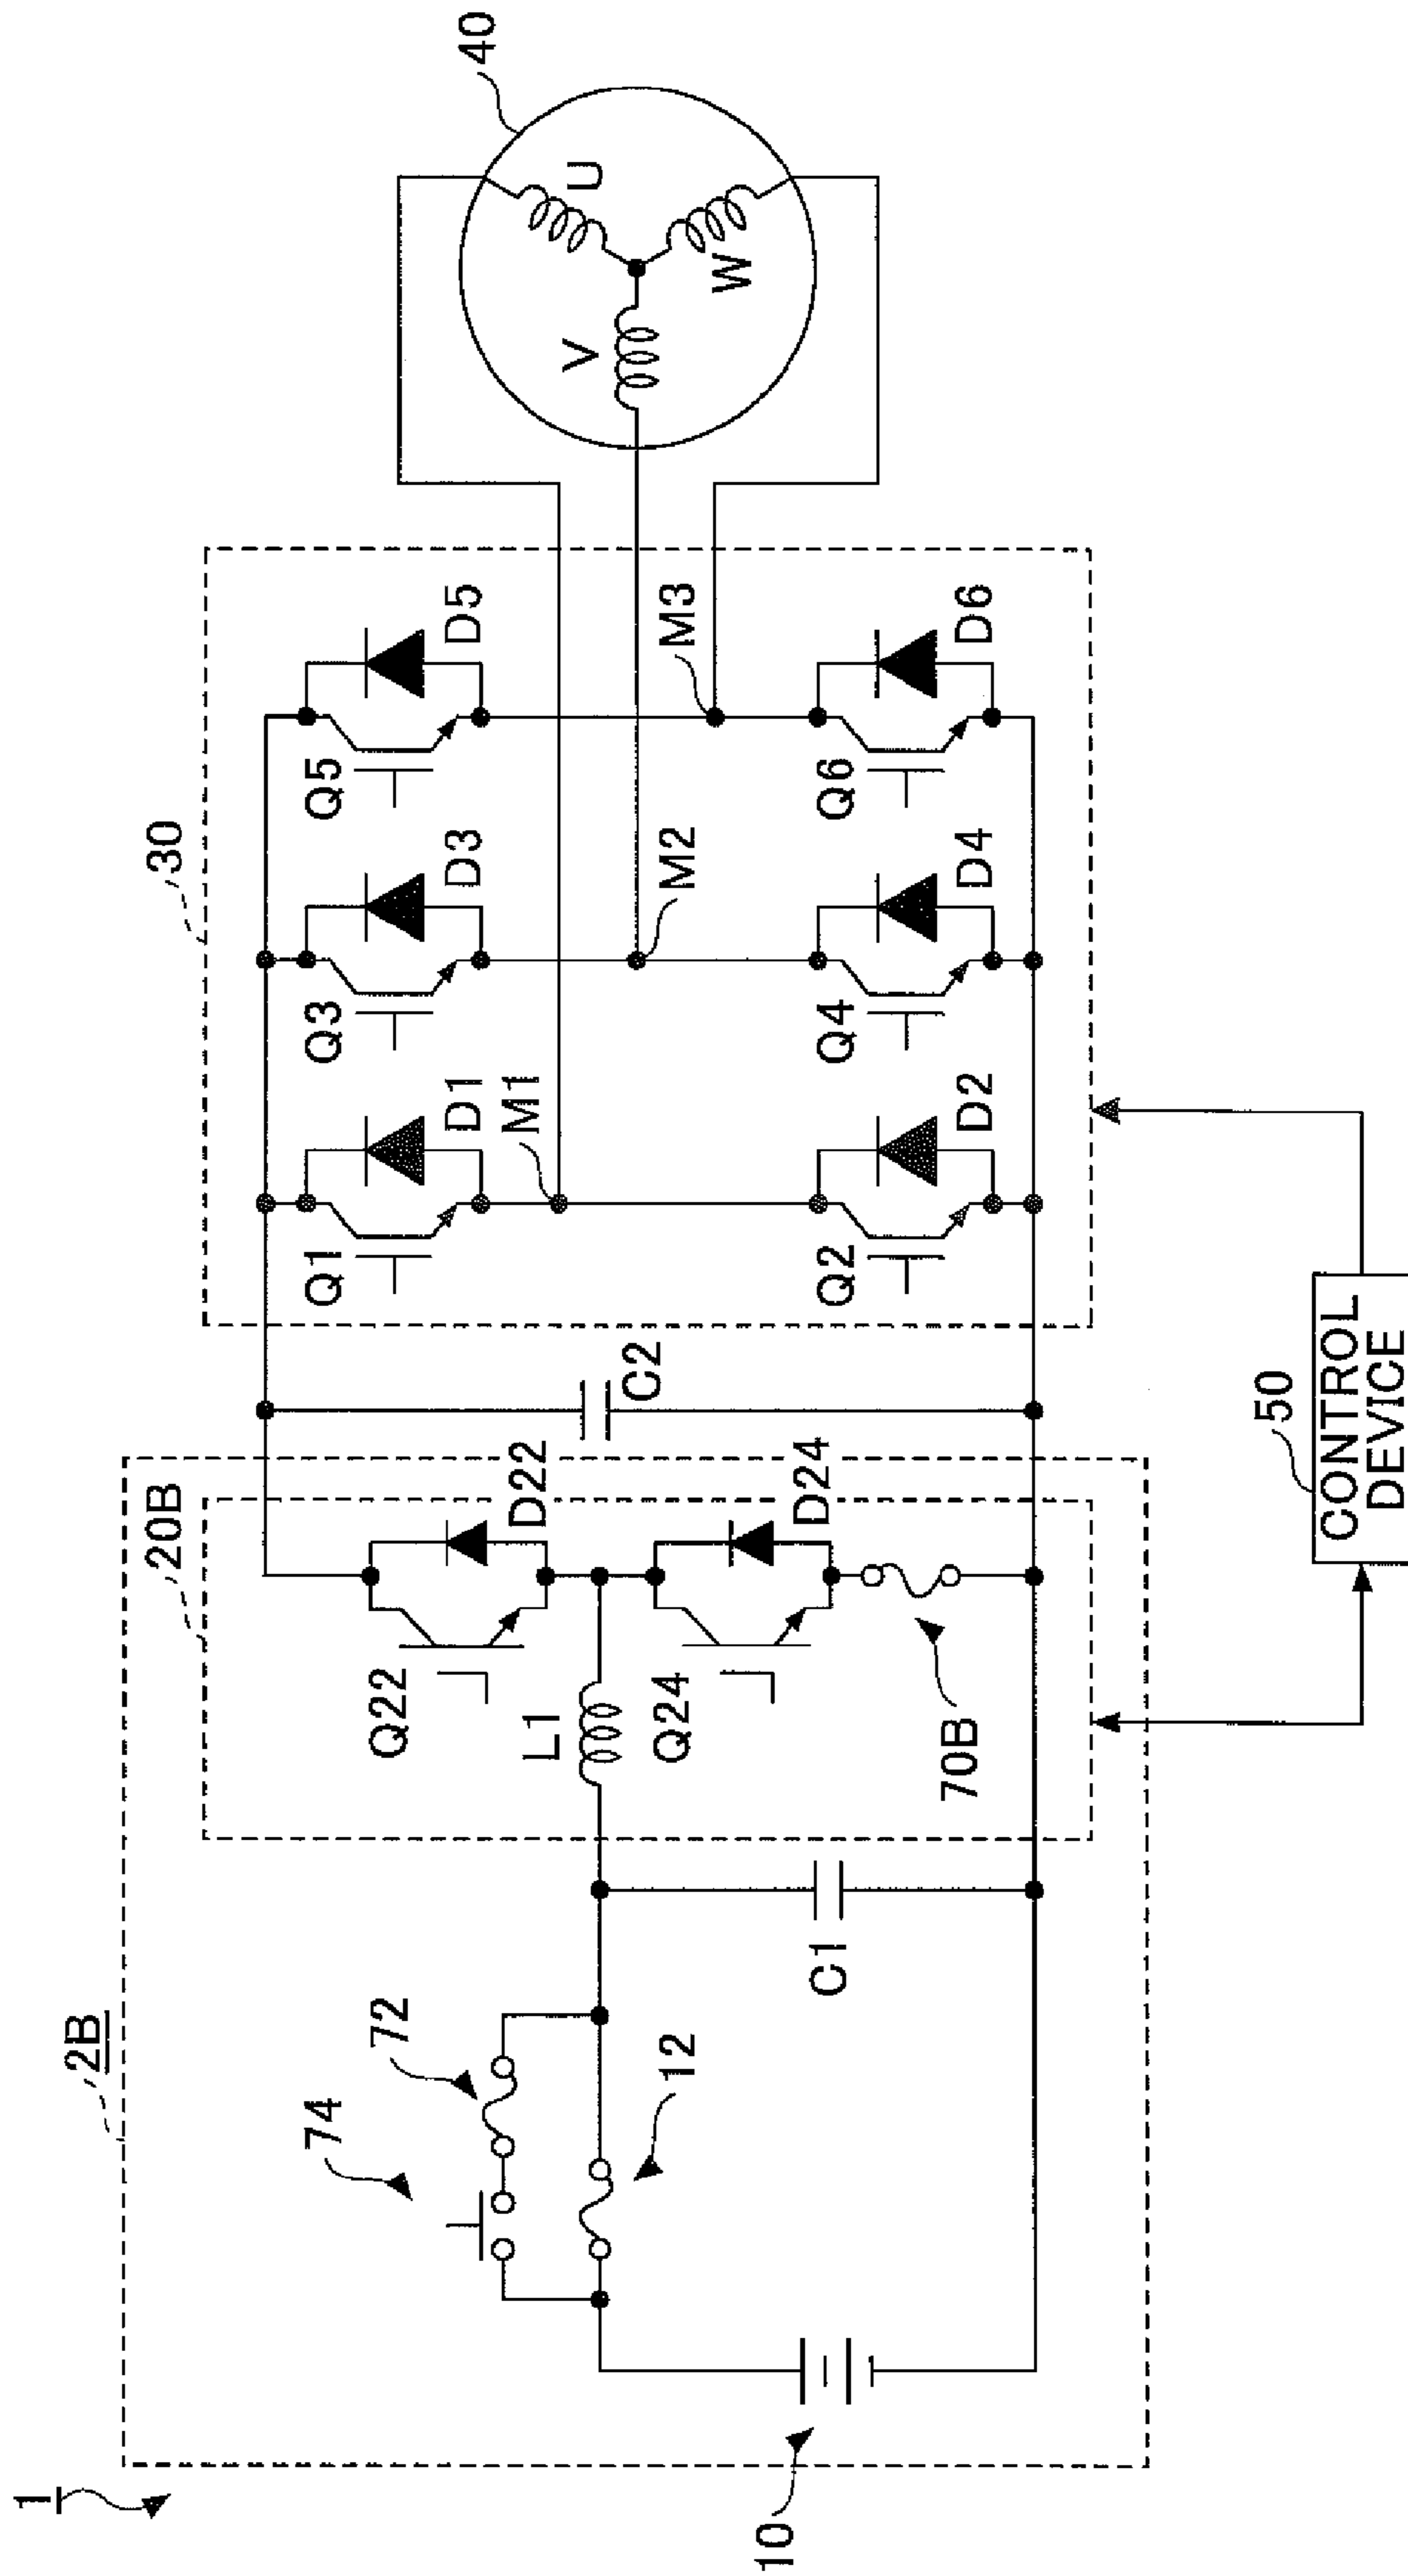 1
2B
20B
30
40
Q22
D22
Q1
D1
Q3
D3
Q5
D5
M1
M2
M3
U
V
W
74
72
12
L1
C2
Q24
D24
C1
70B
Q2
D2
Q4
D4
Q6
D6
10
50
CONTROL
DEVICE